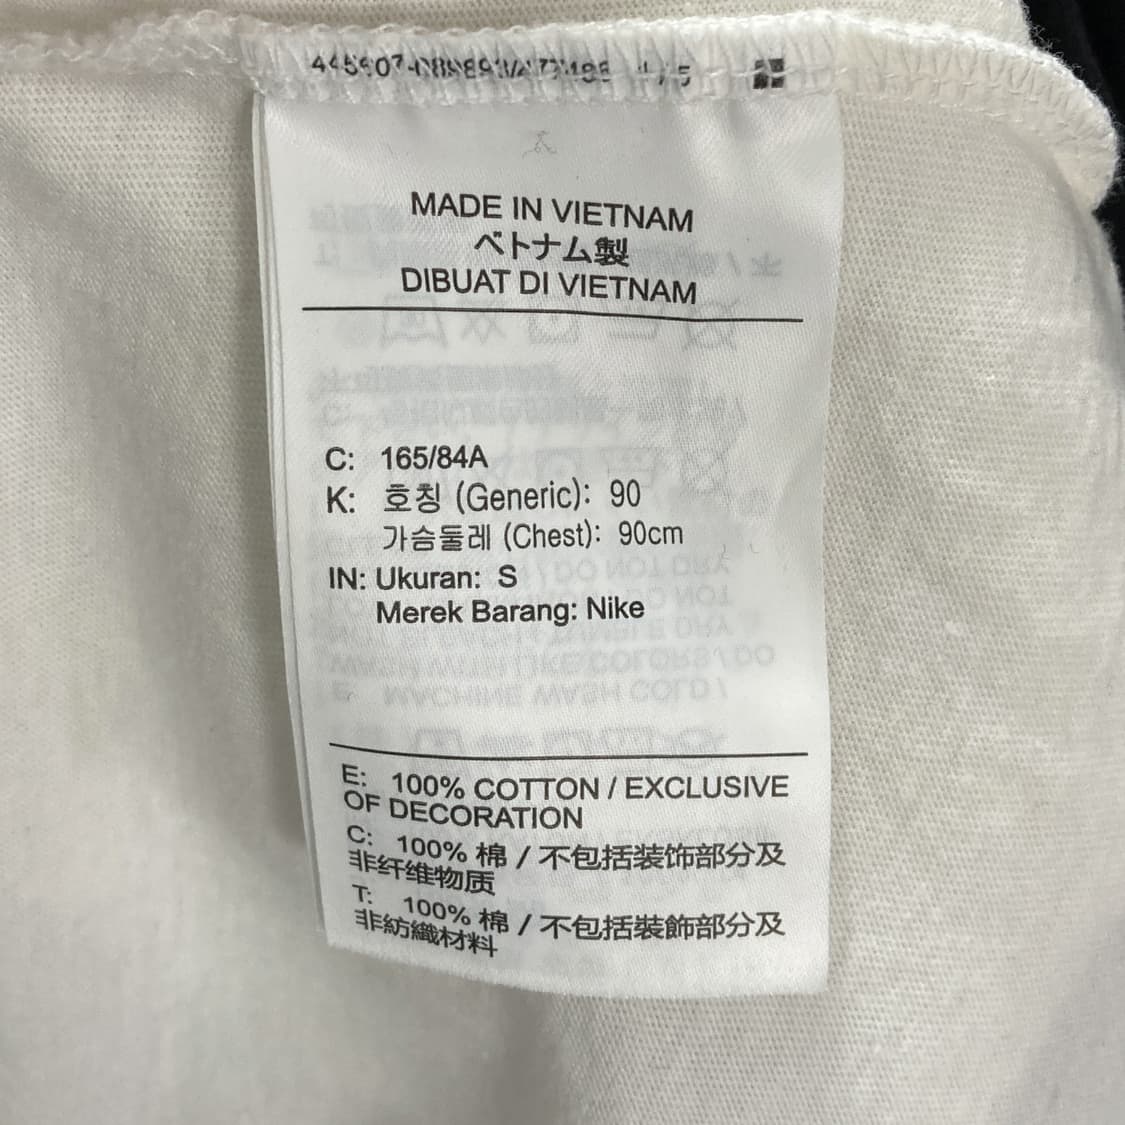 MADE IN VIETNAM
ベトナム製
DIBUAT DI VIETNAM
C: 165/84A
K: 호칭 (Generic): 90
가슴둘레 (Chest): 90cm
IN: Ukuran: S
Merek Barang: Nike
E: 100% COTTON / EXCLUSIVE
OF DECORATION
C: 100% 棉 / 不包括装饰部分及
非纤维物质
T: 100% 棉 / 不包括裝飾部分及
非紡織材料